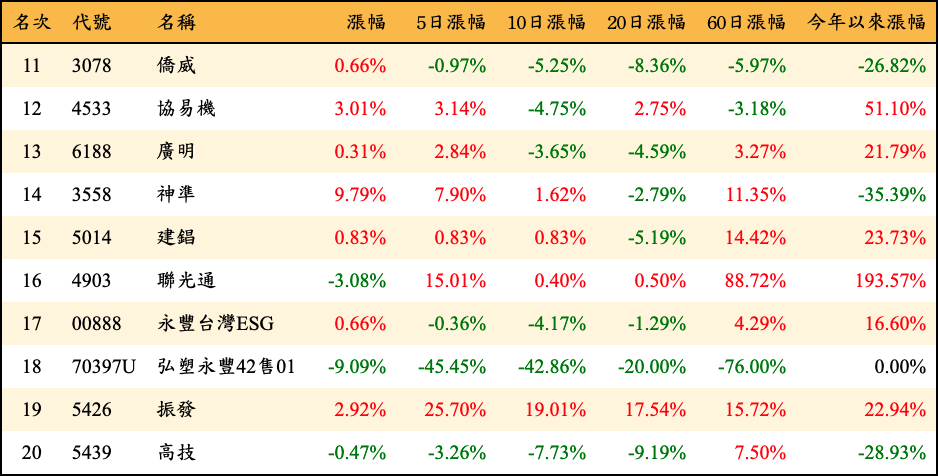 名次 代號 名稱 漲幅 5日漲幅 10日漲幅 20日漲幅 60日漲幅 今年以來漲幅
11 3078 僑威 0.66% -0.97% -5.25% -8.36% -5.97% -26.82%
12 4533 協易機 3.01% 3.14% -4.75% 2.75% -3.18% 51.10%
13 6188 廣明 0.31% 2.84% -3.65% -4.59% 3.27% 21.79%
14 3558 神準 9.79% 7.90% 1.62% -2.79% 11.35% -35.39%
15 5014 建錩 0.83% 0.83% 0.83% -5.19% 14.42% 23.73%
16 4903 聯光通 -3.08% 15.01% 0.40% 0.50% 88.72% 193.57%
17 00888 永豐台灣ESG 0.66% -0.36% -4.17% -1.29% 4.29% 16.60%
18 70397U 弘塑永豐42售01 -9.09% -45.45% -42.86% -20.00% -76.00% 0.00%
19 5426 振發 2.92% 25.70% 19.01% 17.54% 15.72% 22.94%
20 5439 高技 -0.47% -3.26% -7.73% -9.19% 7.50% -28.93%